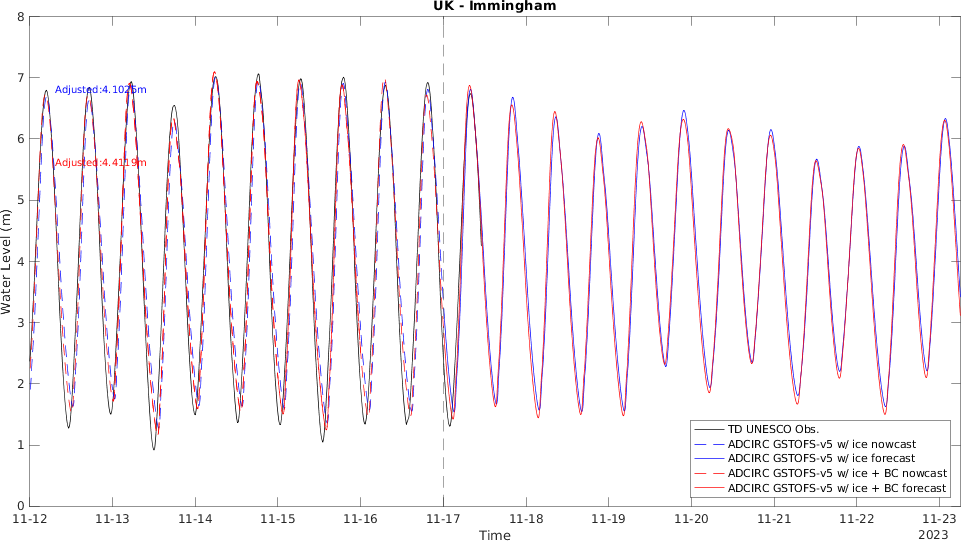 UK - Immingham
8
7
6
5
4
3
2
1
0
Water Level (m)
Adjusted:4.1026m
Adjusted:4.4119m
TD UNESCO Obs.
ADCIRC GSTOFS-v5 w/ ice nowcast
ADCIRC GSTOFS-v5 w/ ice forecast
ADCIRC GSTOFS-v5 w/ ice + BC nowcast
ADCIRC GSTOFS-v5 w/ ice + BC forecast
11-12 11-13 11-14 11-15 11-16 11-17 11-18 11-19 11-20 11-21 11-22 11-23
Time
2023